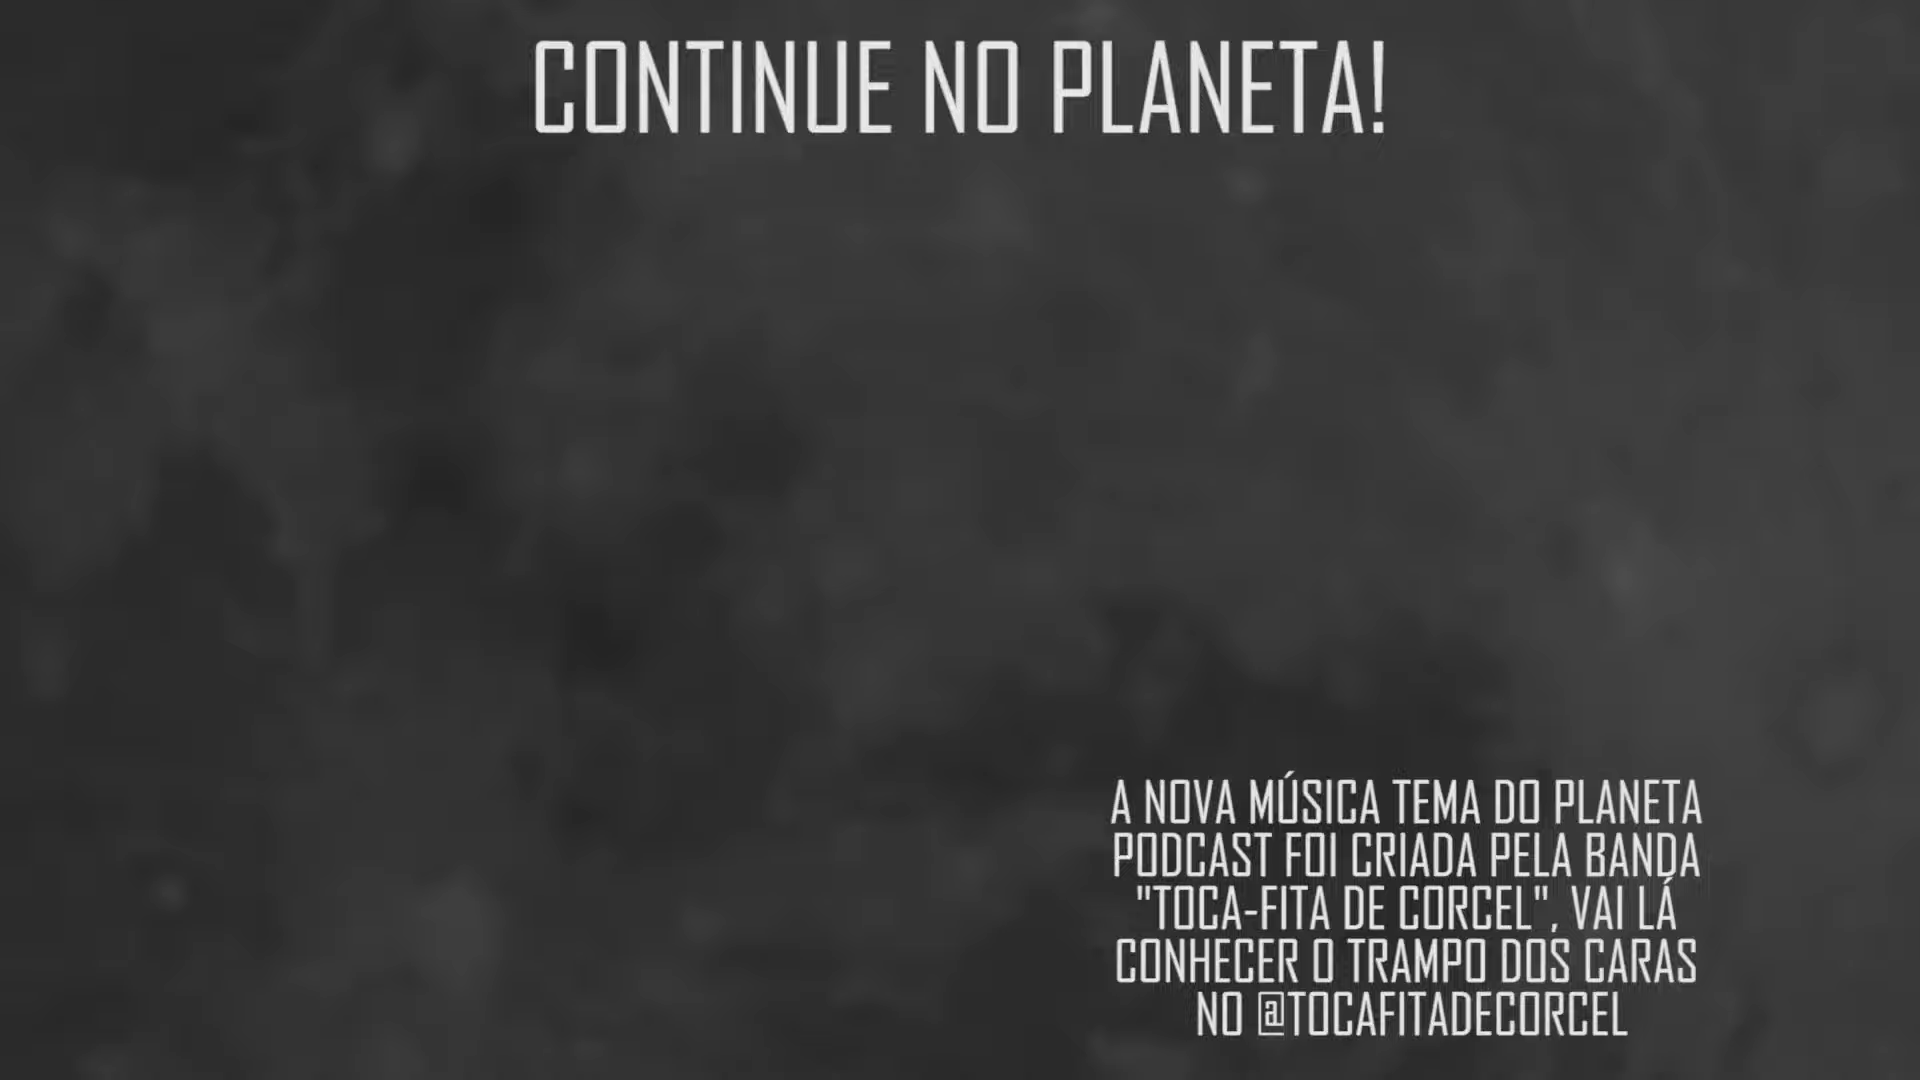 CONTINUE NO PLANETA!
A NOVA MÚSICA TEMA DO PLANETA
PODCAST FOI CRIADA PELA BANDA
"TOCA-FITA DE CORCEL", VAI LÁ
CONHECER O TRAMPO DOS CARAS
NO @TOCAFITADECORCEL